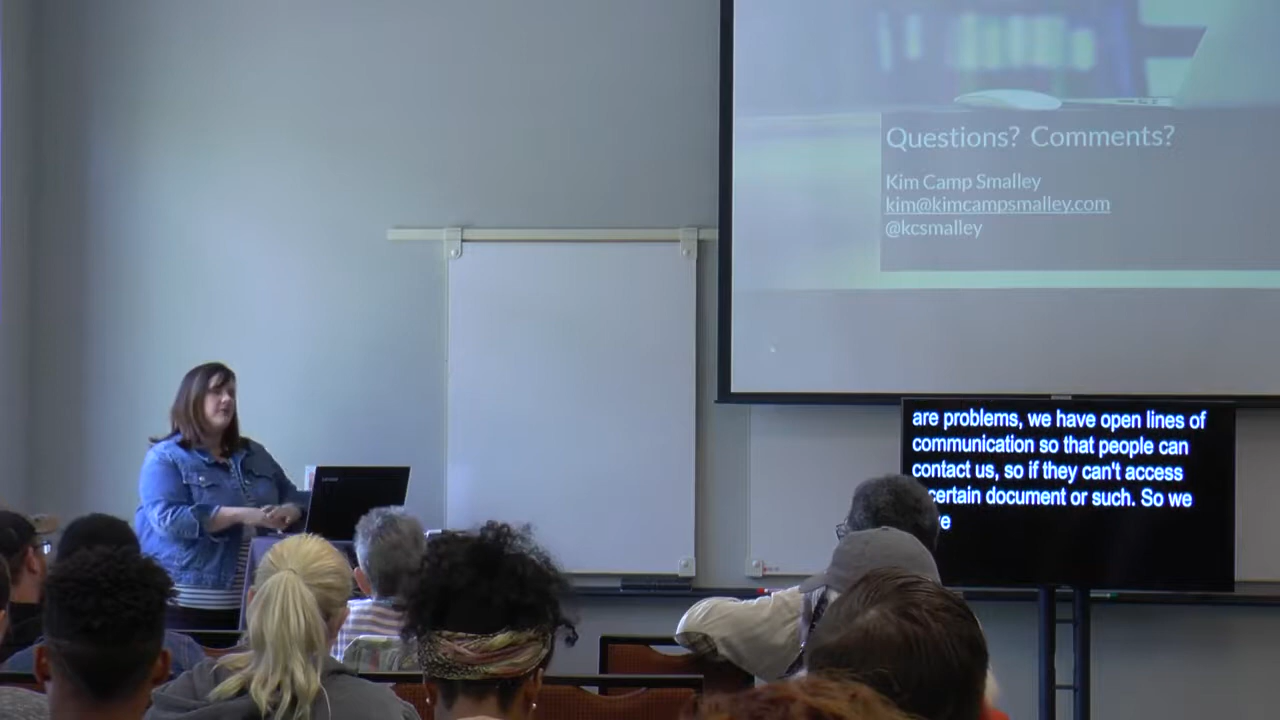 Questions? Comments?
Kim Camp Smalley
kim@kimcampsmalley.com
@kcsmalley
are problems, we have open lines of
communication so that people can
contact us, so if they can't access
certain document or such. So we